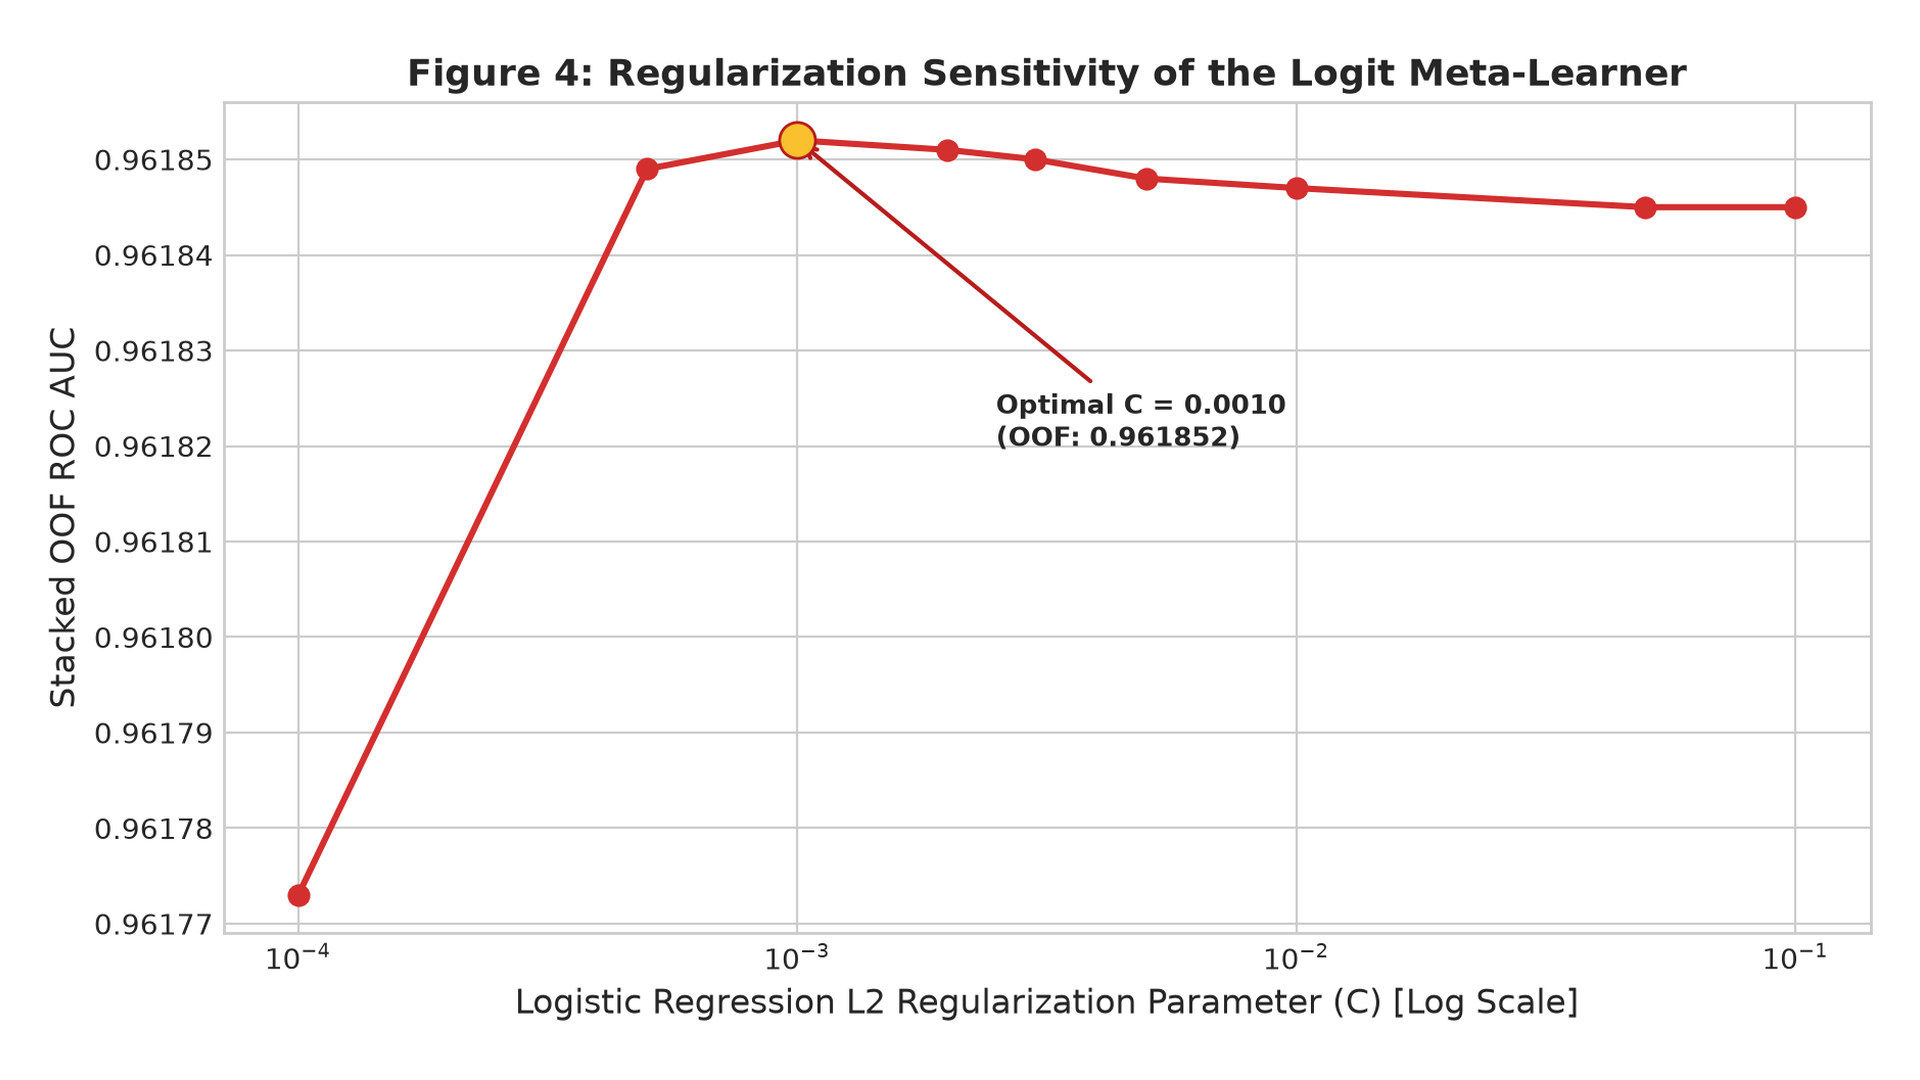 Figure 4: Regularization Sensitivity of the Logit Meta-Learner
Stacked OOF ROC AUC
0.96185
0.96184
0.96183
0.96182
0.96181
0.96180
0.96179
0.96178
0.96177
Optimal C = 0.0010
(OOF: 0.961852)
10⁻⁴ 10⁻³ 10⁻² 10⁻¹
Logistic Regression L2 Regularization Parameter (C) [Log Scale]